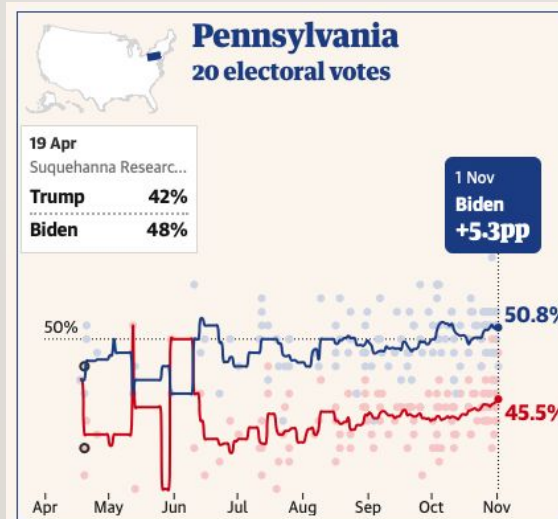 Pennsylvania
20 electoral votes
19 Apr
Suquehanna Researc...
Trump 42%
Biden 48%
1 Nov
Biden
+5.3pp
50%
50.8%
45.5%
Apr May Jun Jul Aug Sep Oct Nov